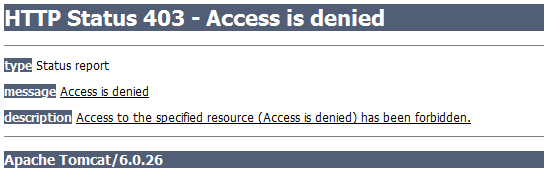 HTTP Status 403 - Access is denied
type Status report
message Access is denied
description Access to the specified resource (Access is denied) has been forbidden.
Apache Tomcat/6.0.26